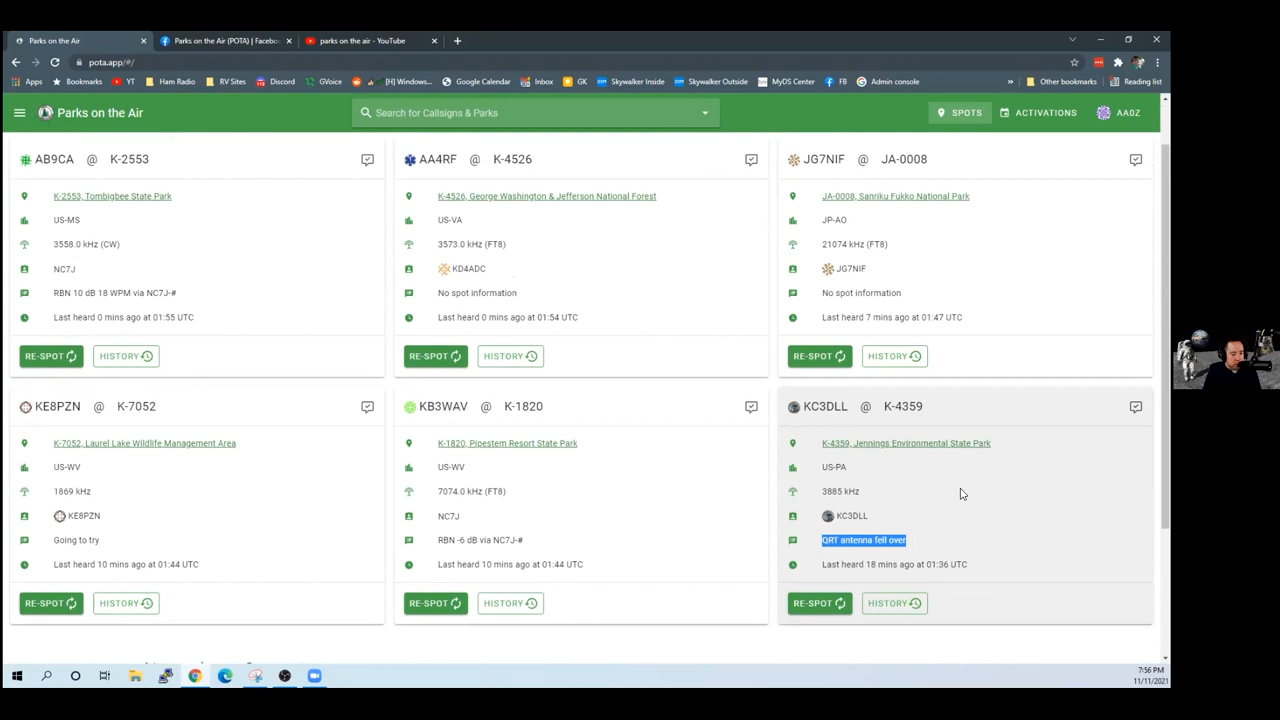 Parks on the Air
Parks on the Air (POTA) | Facebo
parks on the air - YouTube
pota.app/#/
Apps
Bookmarks
YT
Ham Radio
RV Sites
Discord
GVoice
[H] Windows...
Skywalker Google Calendar
Inbox
GK
Skywalker Inside
Skywalker Outside
MyDS Center
FB
Admin console
»
Other bookmarks
Reading list
Parks on the Air
Search for Callsigns & Parks
SPOTS
ACTIVATIONS
AA0Z
AB9CA @ K-2553
K-2553, Tombigbee State Park
US-MS
3558.0 kHz (CW)
NC7J
RBN 10 dB 18 WPM via NC7J-#
Last heard 0 mins ago at 01:55 UTC
RE-SPOT
HISTORY
AA4RF @ K-4526
K-4526, George Washington & Jefferson National Forest
US-VA
3573.0 kHz (FT8)
KD4ADC
No spot information
Last heard 0 mins ago at 01:54 UTC
RE-SPOT
HISTORY
JG7NIF @ JA-0008
JA-0008, Sanriku Fukko National Park
JP-AO
21074 kHz (FT8)
JG7NIF
No spot information
Last heard 7 mins ago at 01:47 UTC
RE-SPOT
HISTORY
KE8PZN @ K-7052
K-7052, Laurel Lake Wildlife Management Area
US-WV
1869 kHz
KE8PZN
Going to try
Last heard 10 mins ago at 01:44 UTC
RE-SPOT
HISTORY
KB3WAV @ K-1820
K-1820, Pipestem Resort State Park
US-WV
7074.0 kHz (FT8)
NC7J
RBN -6 dB via NC7J-#
Last heard 10 mins ago at 01:44 UTC
RE-SPOT
HISTORY
KC3DLL @ K-4359
K-4359, Jennings Environmental State Park
US-PA
3885 kHz
KC3DLL
QRT antenna fell over
Last heard 18 mins ago at 01:36 UTC
RE-SPOT
HISTORY
7:56 PM
11/11/2021